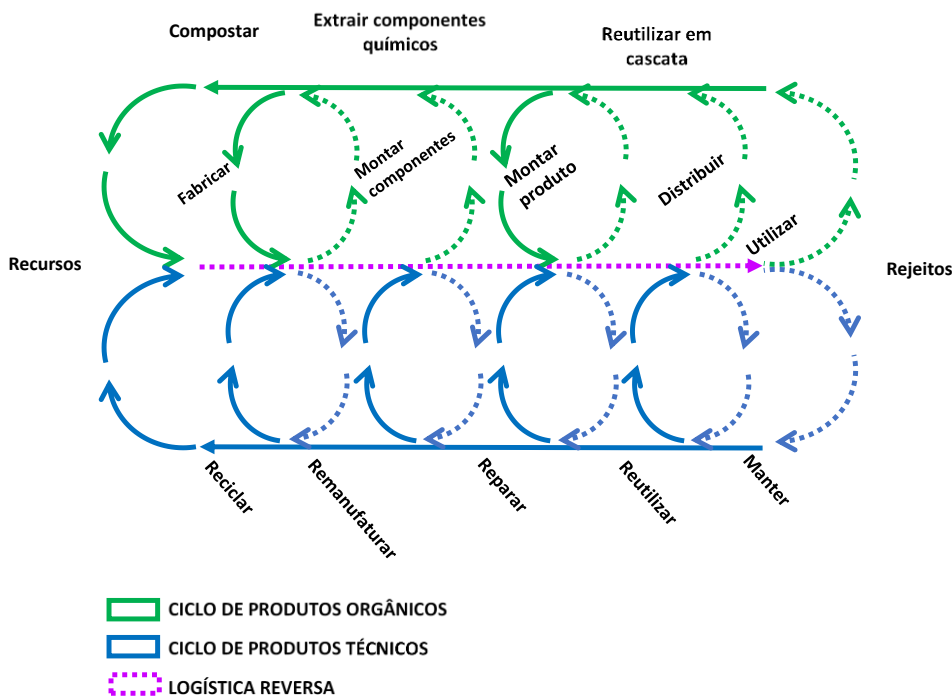 Compostar
Extrair componentes
químicos
Reutilizar em
cascata
Fabricar
Montar
componentes
Montar
produto
Distribuir
Utilizar
Recursos
Rejeitos
Reciclar
Remanufaturar
Reparar
Reutilizar
Manter
CICLO DE PRODUTOS ORGÂNICOS
CICLO DE PRODUTOS TÉCNICOS
LOGÍSTICA REVERSA